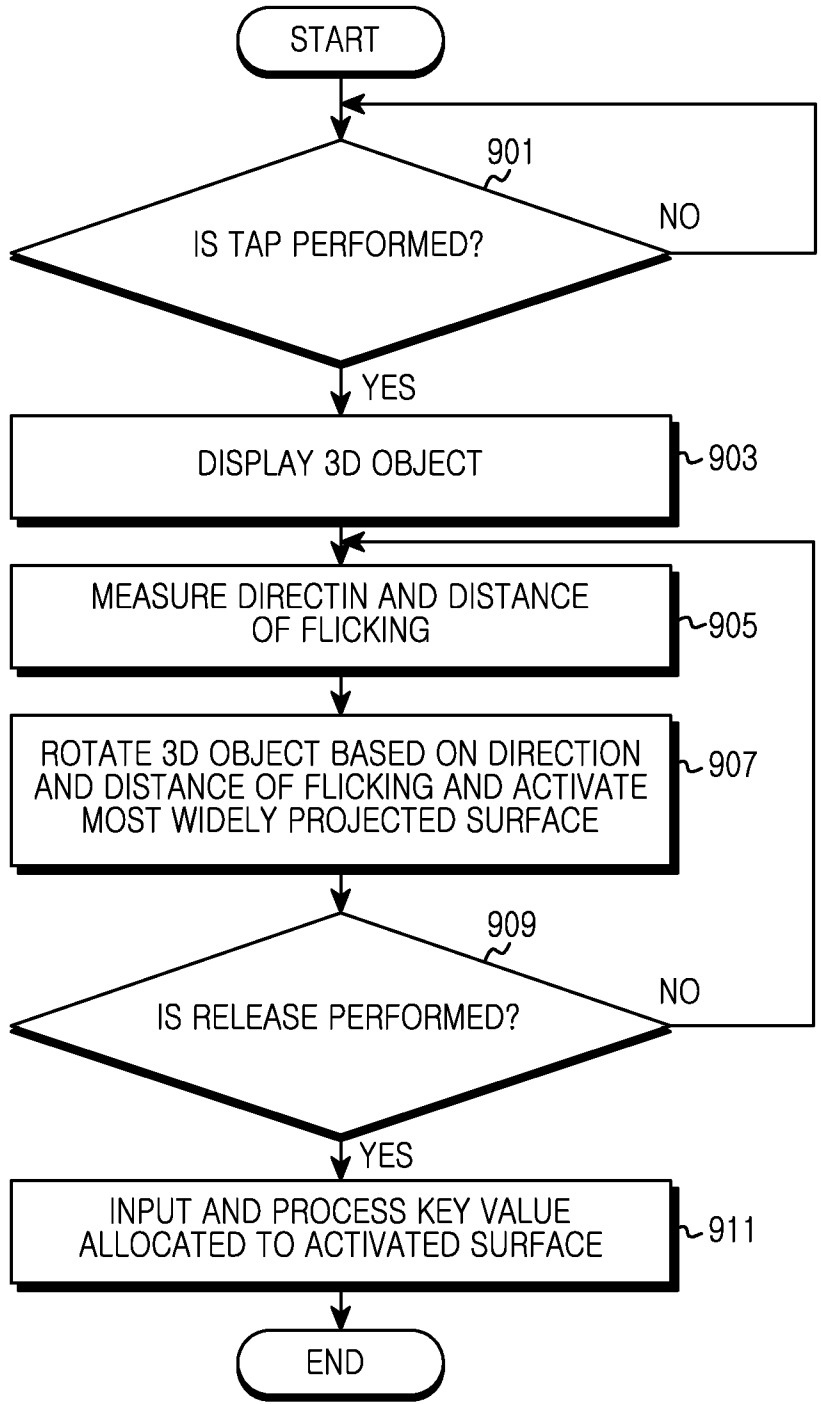 START
901
IS TAP PERFORMED?
NO
YES
DISPLAY 3D OBJECT
903
MEASURE DIRECTIN AND DISTANCE
OF FLICKING
905
ROTATE 3D OBJECT BASED ON DIRECTION
AND DISTANCE OF FLICKING AND ACTIVATE
MOST WIDELY PROJECTED SURFACE
907
909
IS RELEASE PERFORMED?
NO
YES
INPUT AND PROCESS KEY VALUE
ALLOCATED TO ACTIVATED SURFACE
911
END